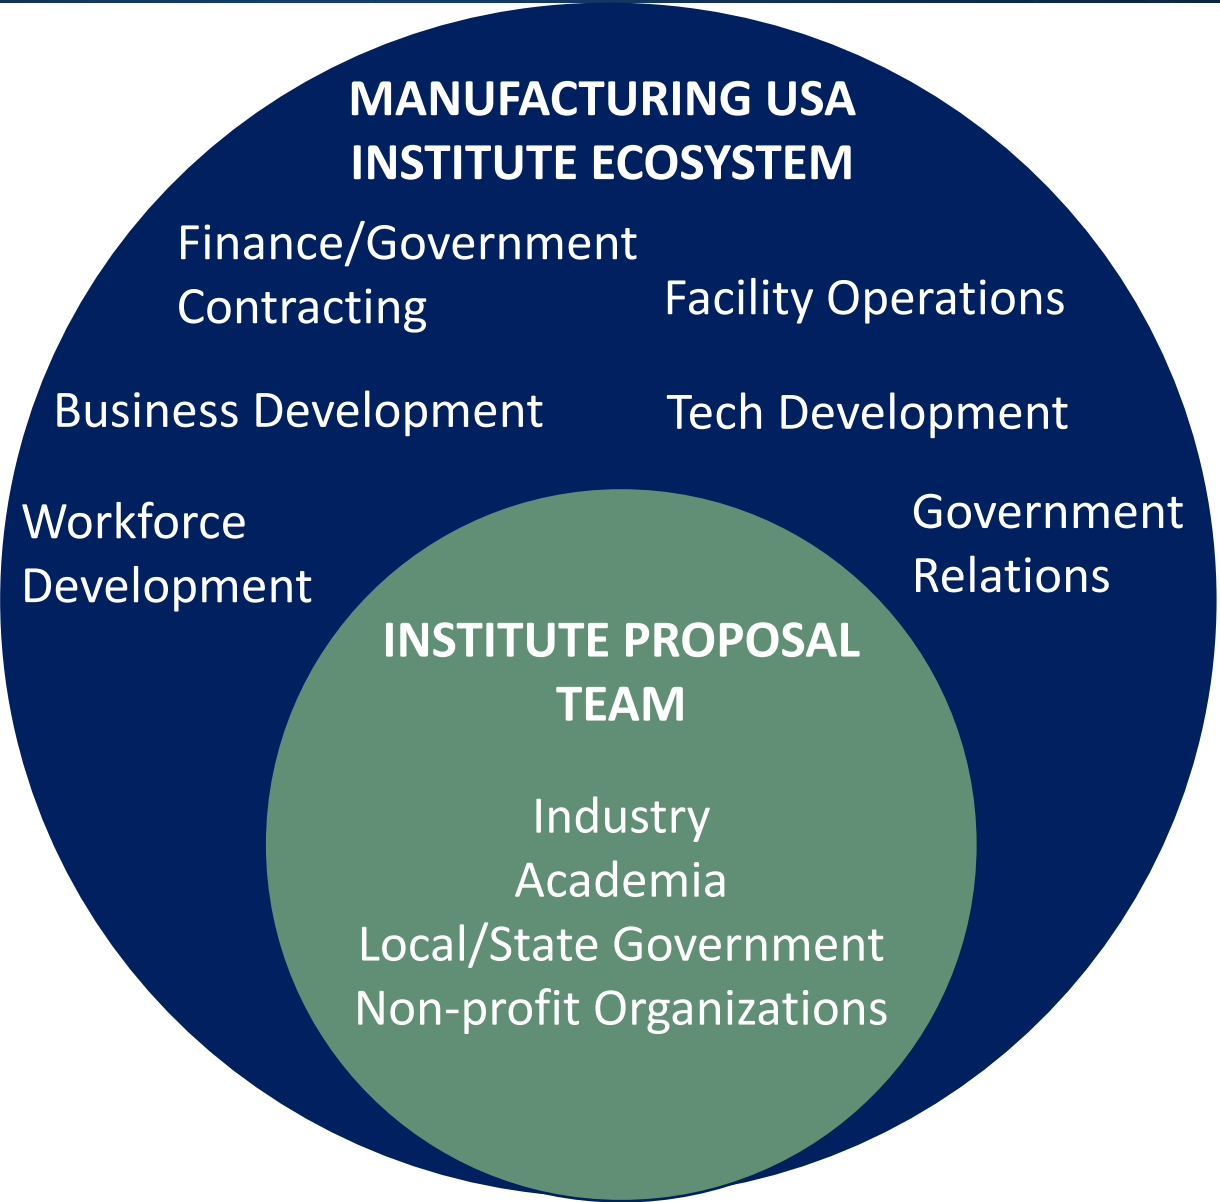 MANUFACTURING USA
INSTITUTE ECOSYSTEM
Finance/Government
Contracting
Facility Operations
Business Development
Tech Development
Workforce
Development
Government
Relations
INSTITUTE PROPOSAL
TEAM
Industry
Academia
Local/State Government
Non-profit Organizations